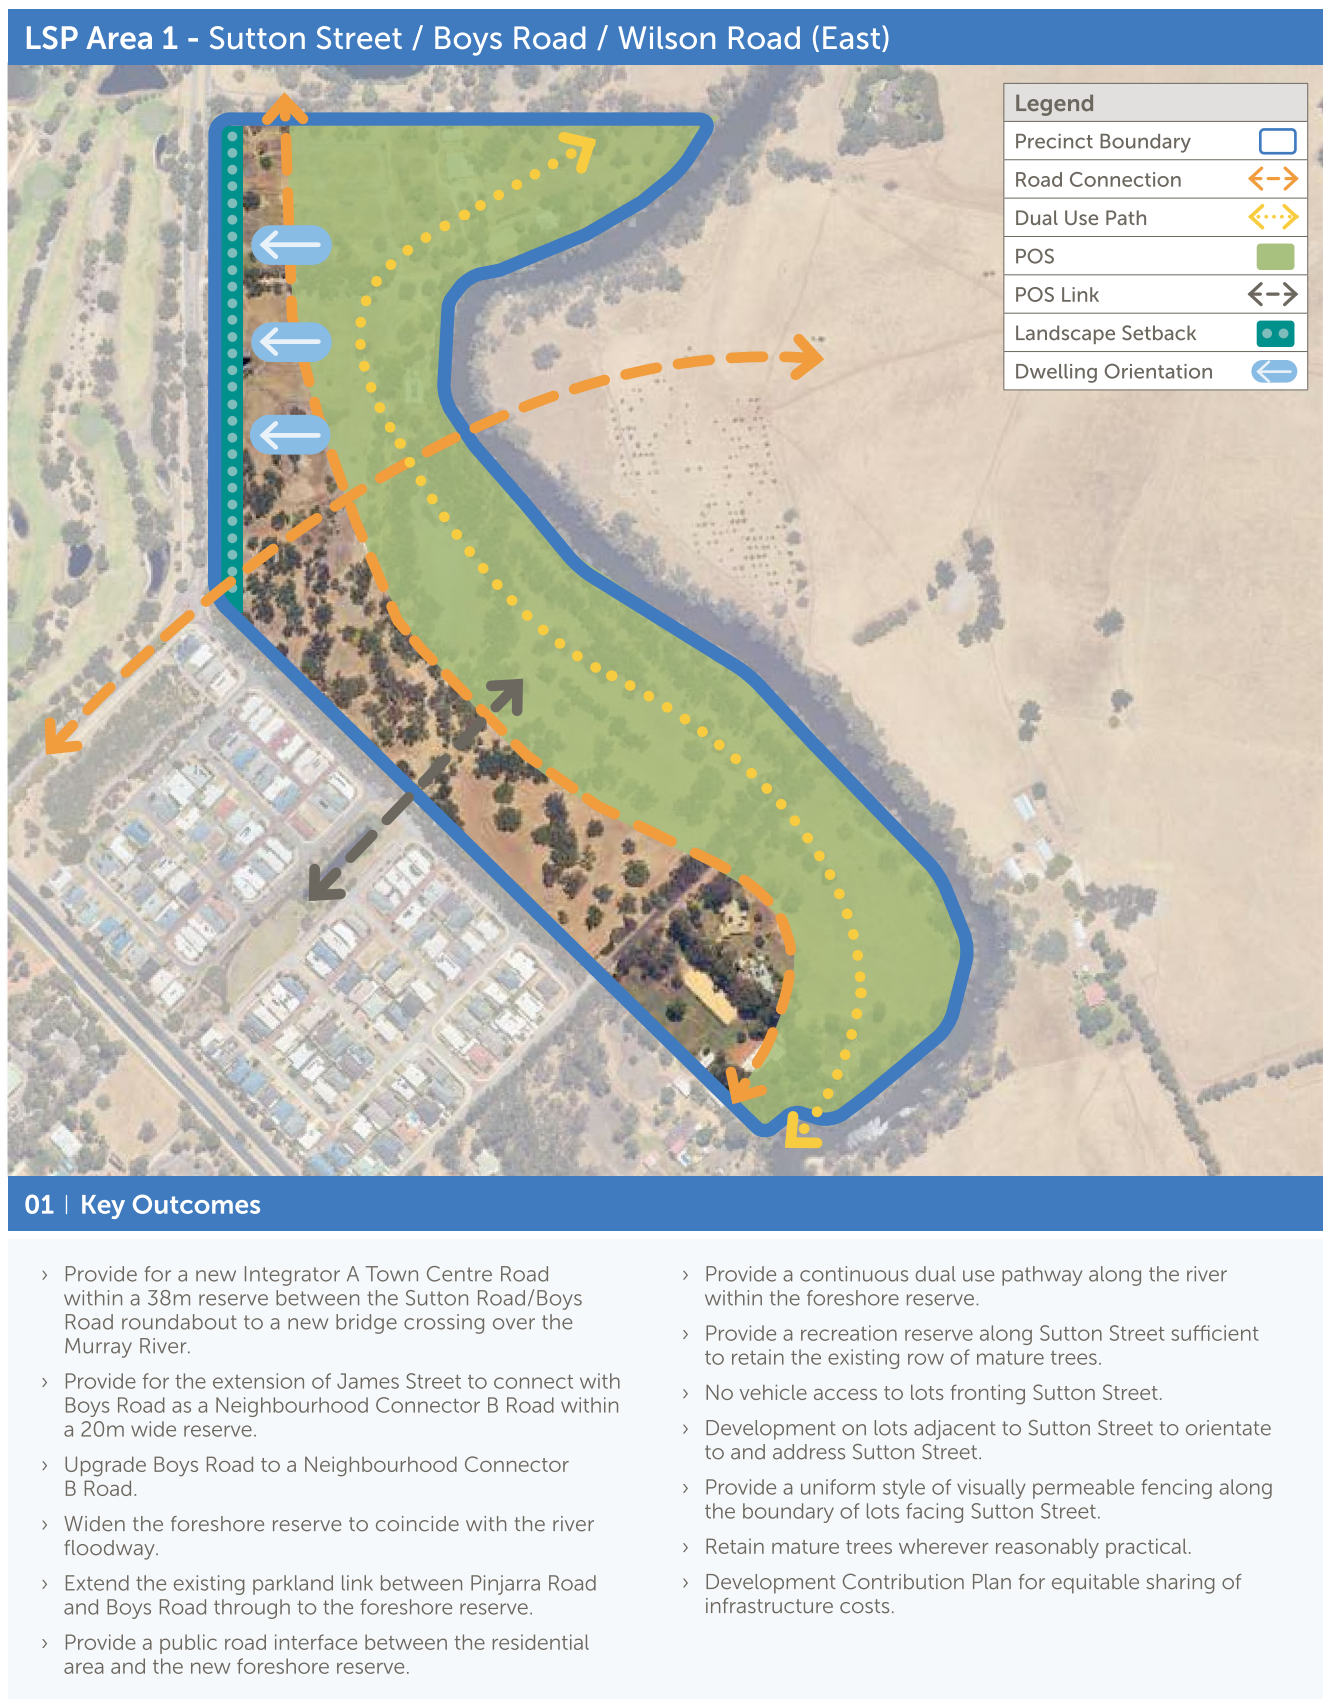 LSP Area 1 - Sutton Street / Boys Road / Wilson Road (East)
Legend
Precinct Boundary
Road Connection
Dual Use Path
POS
POS Link
Landscape Setback
Dwelling Orientation
01 | Key Outcomes
› Provide for a new Integrator A Town Centre Road
within a 38m reserve between the Sutton Road/Boys
Road roundabout to a new bridge crossing over the
Murray River.
› Provide for the extension of James Street to connect with
Boys Road as a Neighbourhood Connector B Road within
a 20m wide reserve.
› Upgrade Boys Road to a Neighbourhood Connector
B Road.
› Widen the foreshore reserve to coincide with the river
floodway.
› Extend the existing parkland link between Pinjarra Road
and Boys Road through to the foreshore reserve.
› Provide a public road interface between the residential
area and the new foreshore reserve.
› Provide a continuous dual use pathway along the river
within the foreshore reserve.
› Provide a recreation reserve along Sutton Street sufficient
to retain the existing row of mature trees.
› No vehicle access to lots fronting Sutton Street.
› Development on lots adjacent to Sutton Street to orientate
to and address Sutton Street.
› Provide a uniform style of visually permeable fencing along
the boundary of lots facing Sutton Street.
› Retain mature trees wherever reasonably practical.
› Development Contribution Plan for equitable sharing of
infrastructure costs.